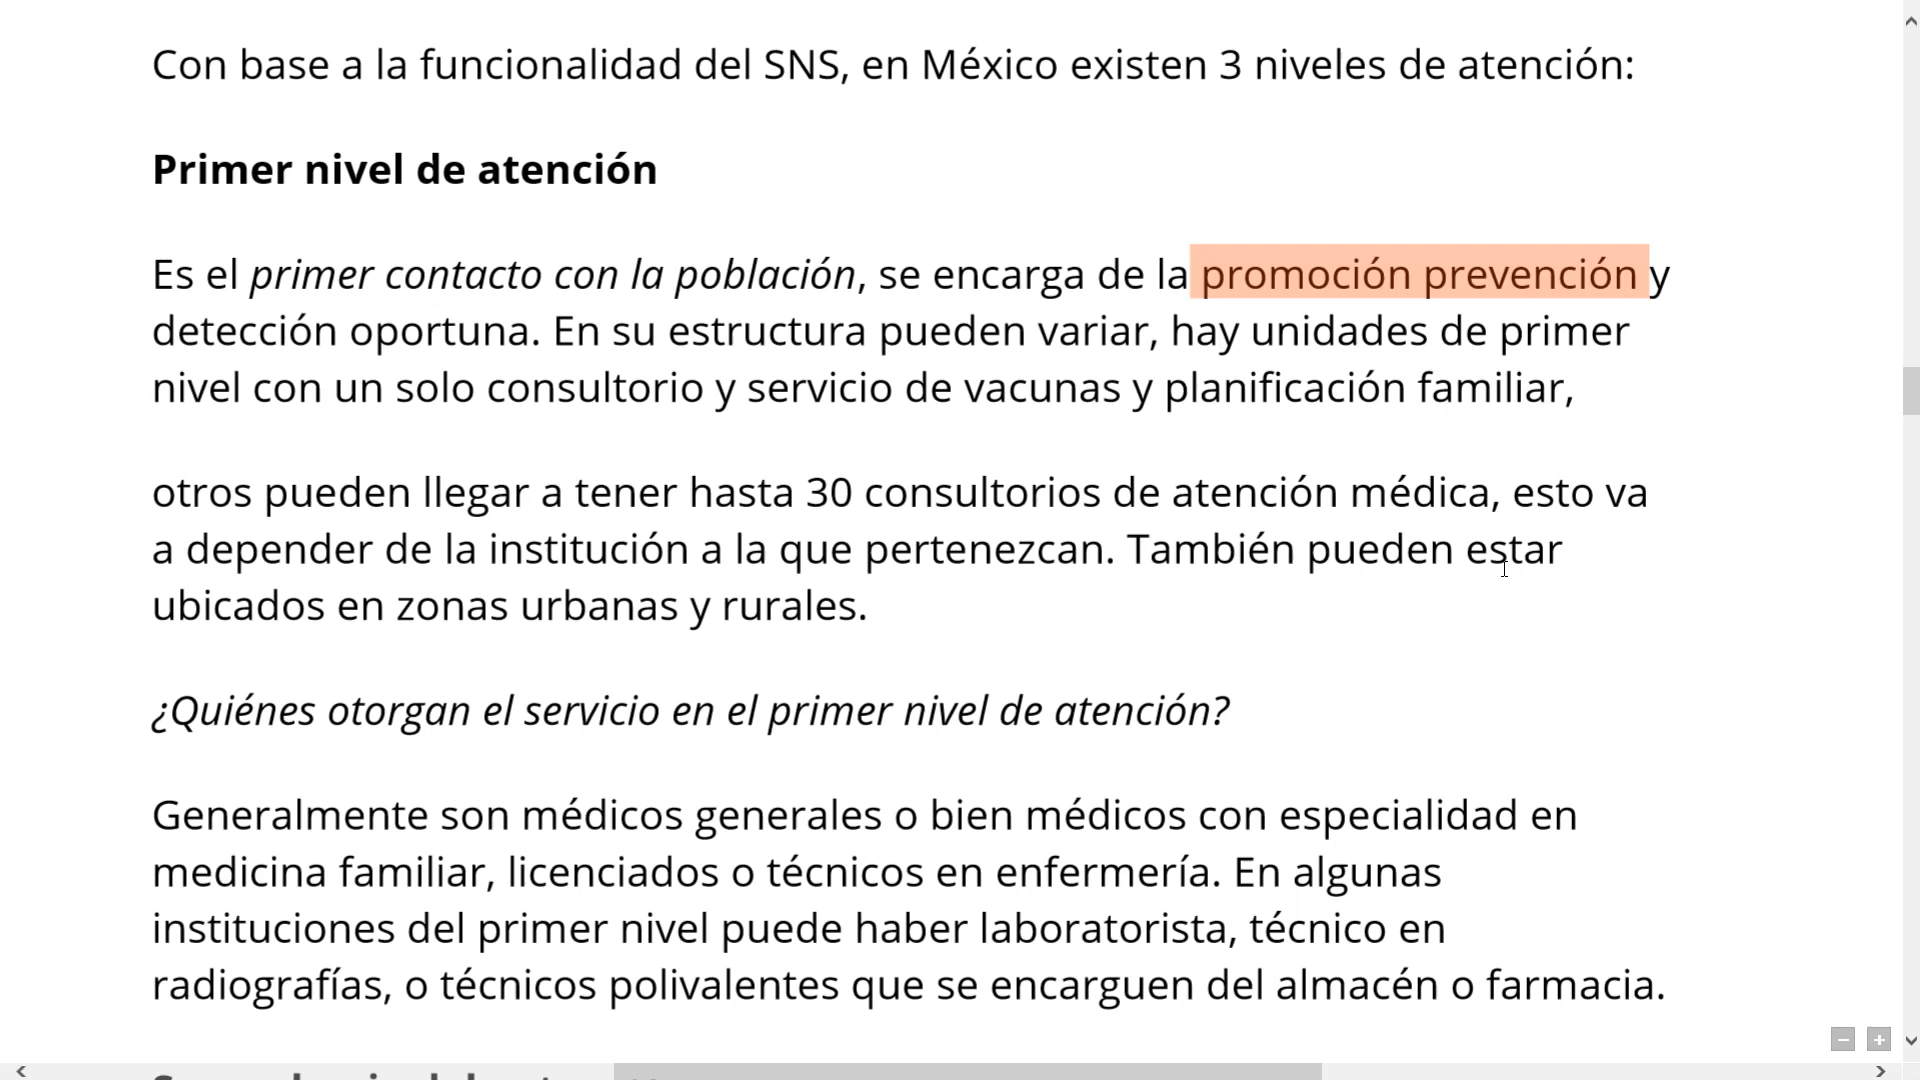 Con base a la funcionalidad del SNS, en México existen 3 niveles de atención:
Primer nivel de atención
Es el primer contacto con la población, se encarga de la promoción prevención y
detección oportuna. En su estructura pueden variar, hay unidades de primer
nivel con un solo consultorio y servicio de vacunas y planificación familiar,
otros pueden llegar a tener hasta 30 consultorios de atención médica, esto va
a depender de la institución a la que pertenezcan. También pueden estar
ubicados en zonas urbanas y rurales.
¿Quiénes otorgan el servicio en el primer nivel de atención?
Generalmente son médicos generales o bien médicos con especialidad en
medicina familiar, licenciados o técnicos en enfermería. En algunas
instituciones del primer nivel puede haber laboratorista, técnico en
radiografías, o técnicos polivalentes que se encarguen del almacén o farmacia.